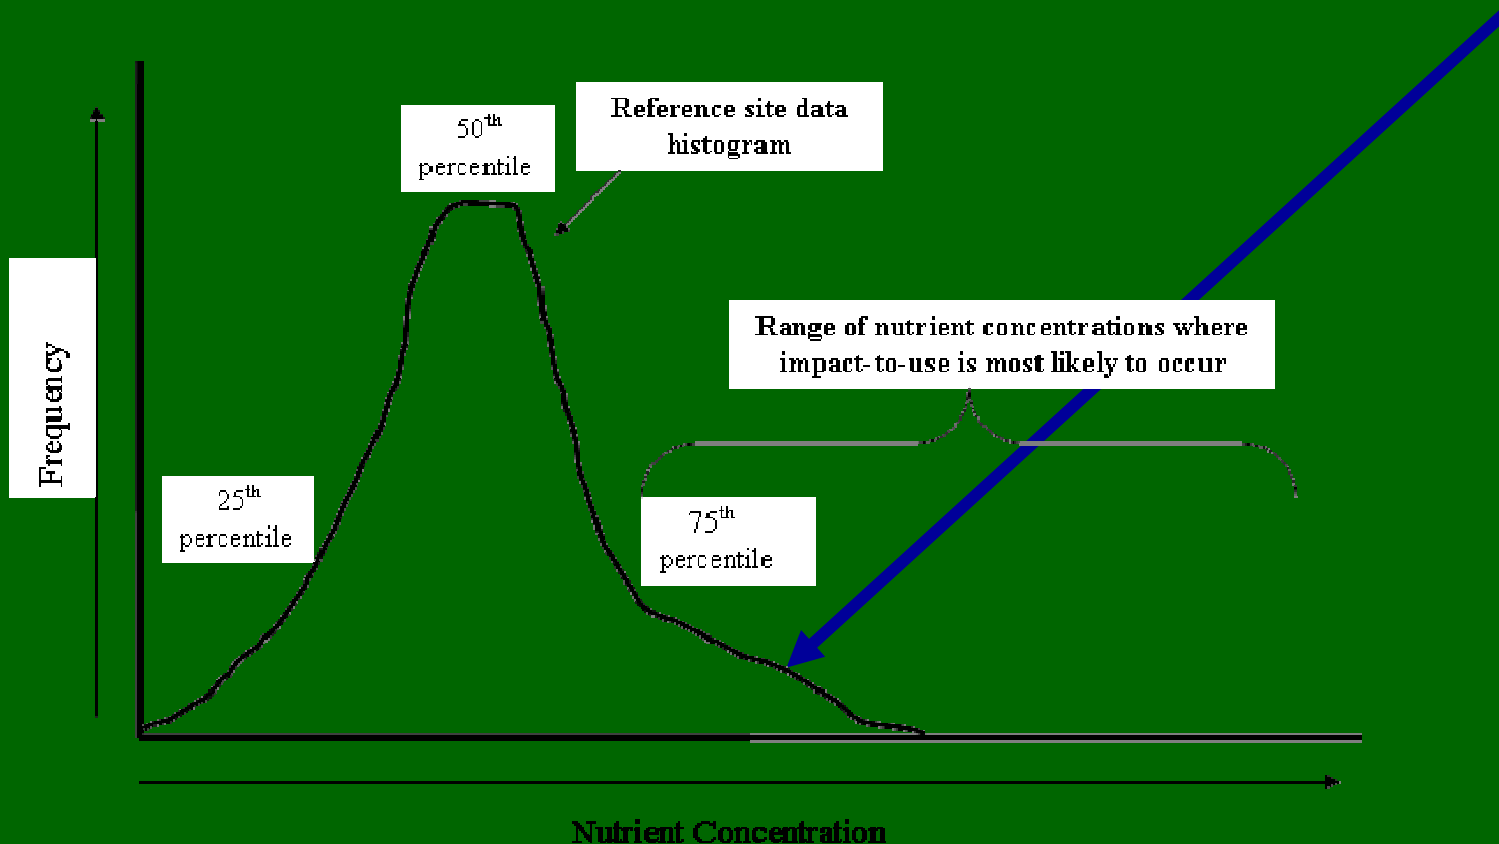 50th
percentile
Reference site data
histogram
Range of nutrient concentrations where
impact-to-use is most likely to occur
Frequency
25th
percentile
75th
percentile
Nutrient Concentration